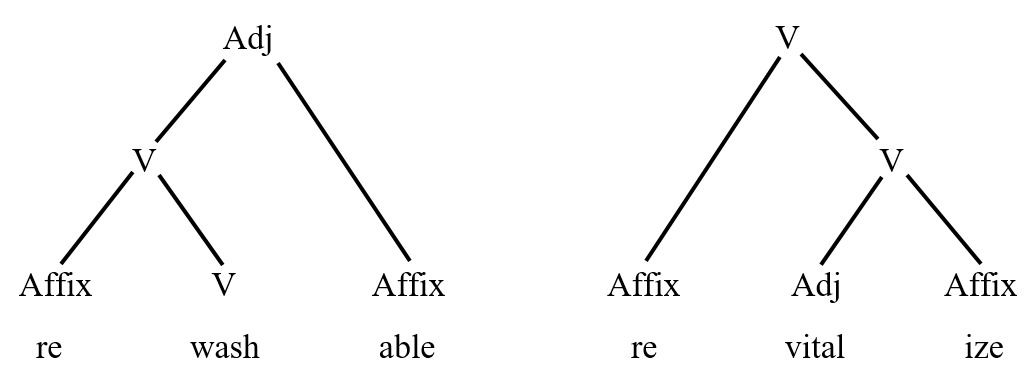 Adj V
V V
Affix V Affix Affix Adj Affix
re wash able re vital ize